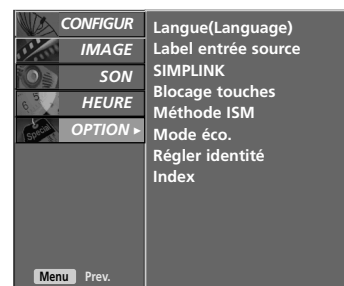 CONFIGUR
IMAGE
SON
HEURE
OPTION ▸
Langue(Language)
Label entrée source
SIMPLINK
Blocage touches
Méthode ISM
Mode éco.
Régler identité
Index
Menu Prev.